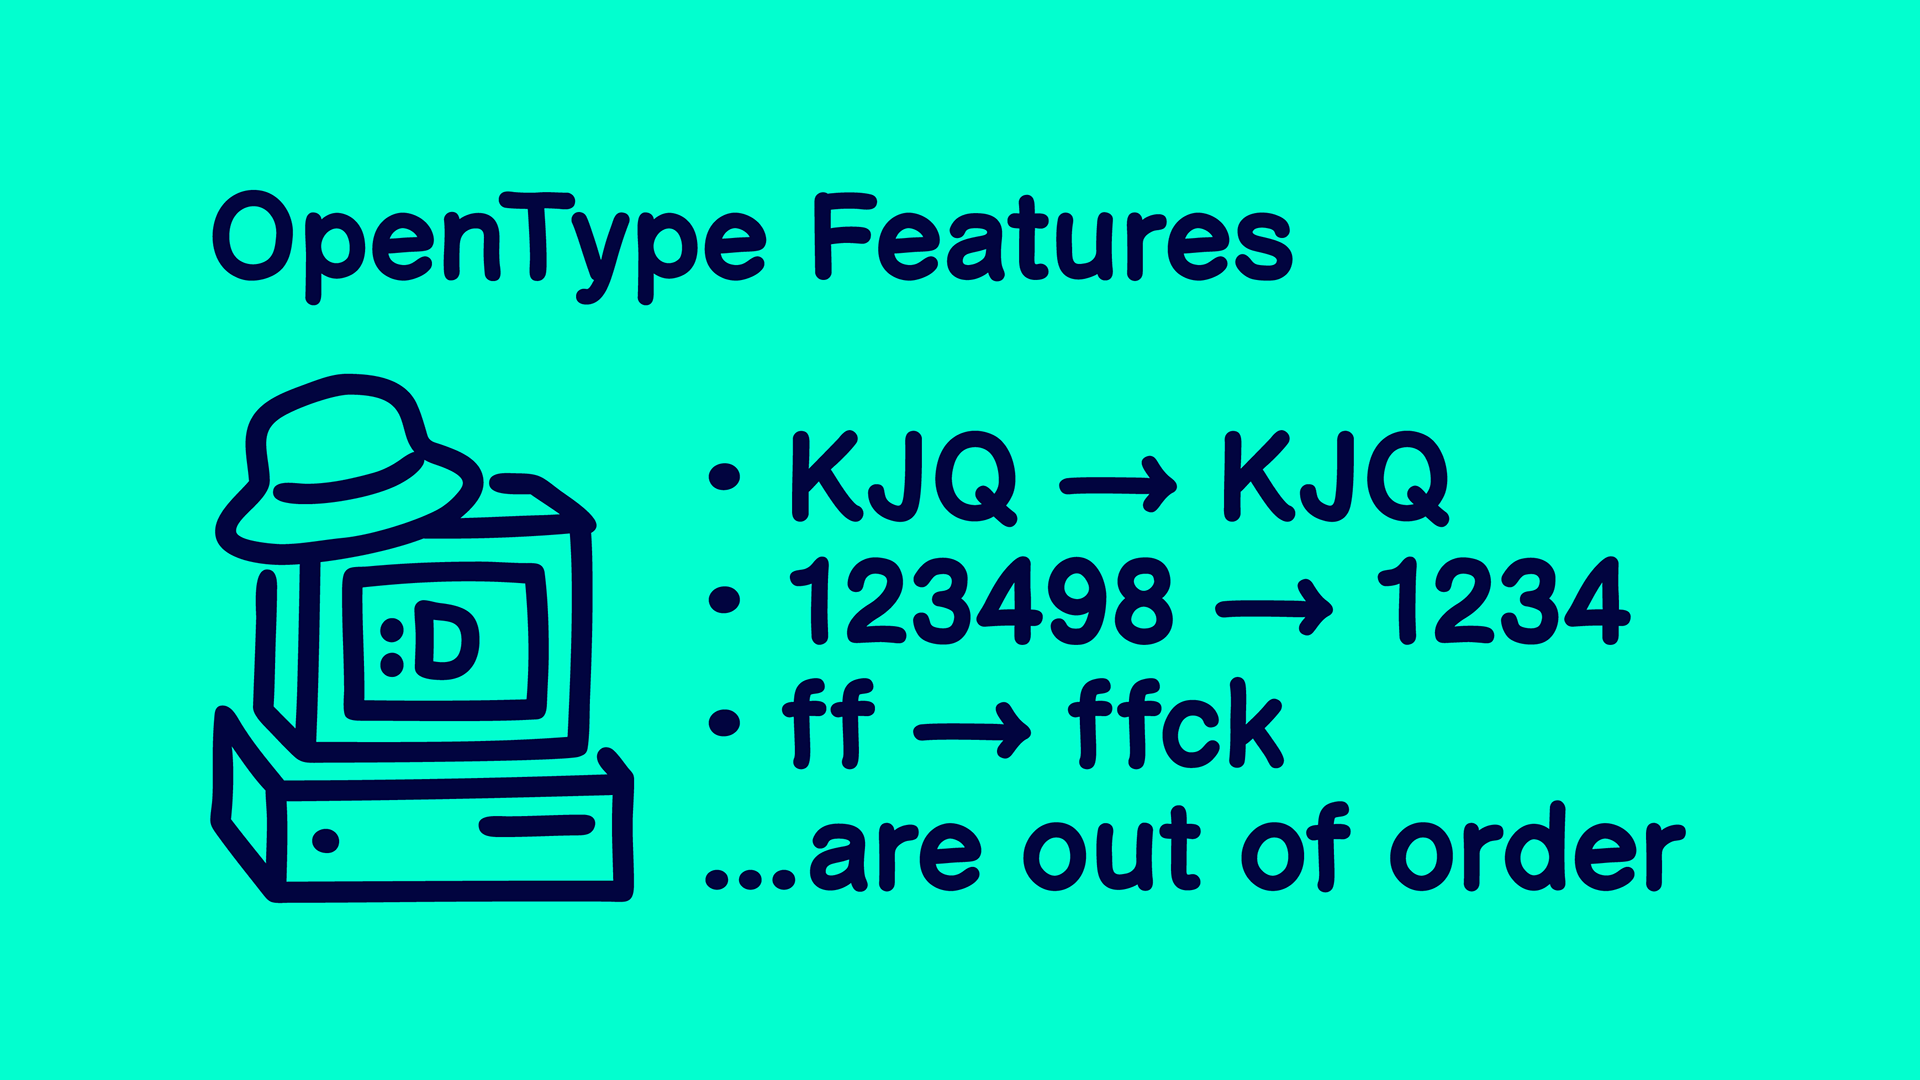 OpenType Features
:D
• KJQ → KJQ
• 123498 → 1234
• ff → ffck
...are out of order